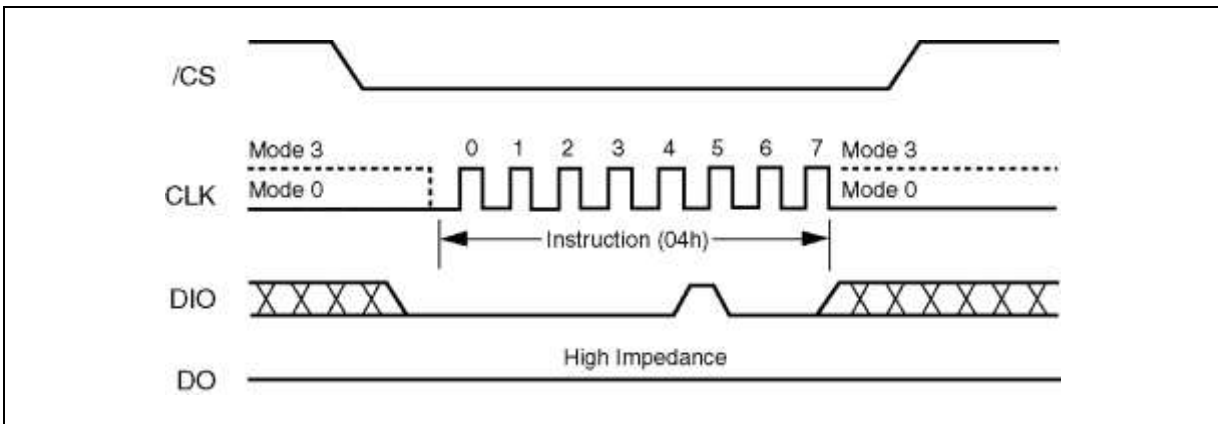 /CS
Mode 3 0 1 2 3 4 5 6 7 Mode 3
CLK Mode 0 Mode 0
Instruction (04h)
DIO
High Impedance
DO